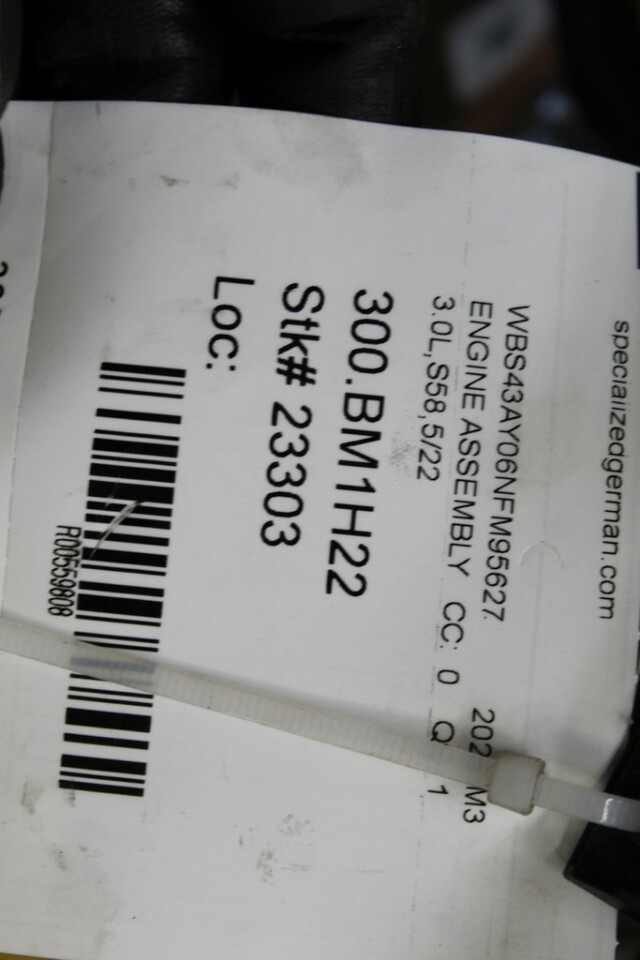 specializedgerman.com
WBS43AY06NFM95627 202 M3
ENGINE ASSEMBLY CC: 0 Q 1
3.0L,S58,5/22
300.BM1H22
Stk# 23303
Loc:
R00559808